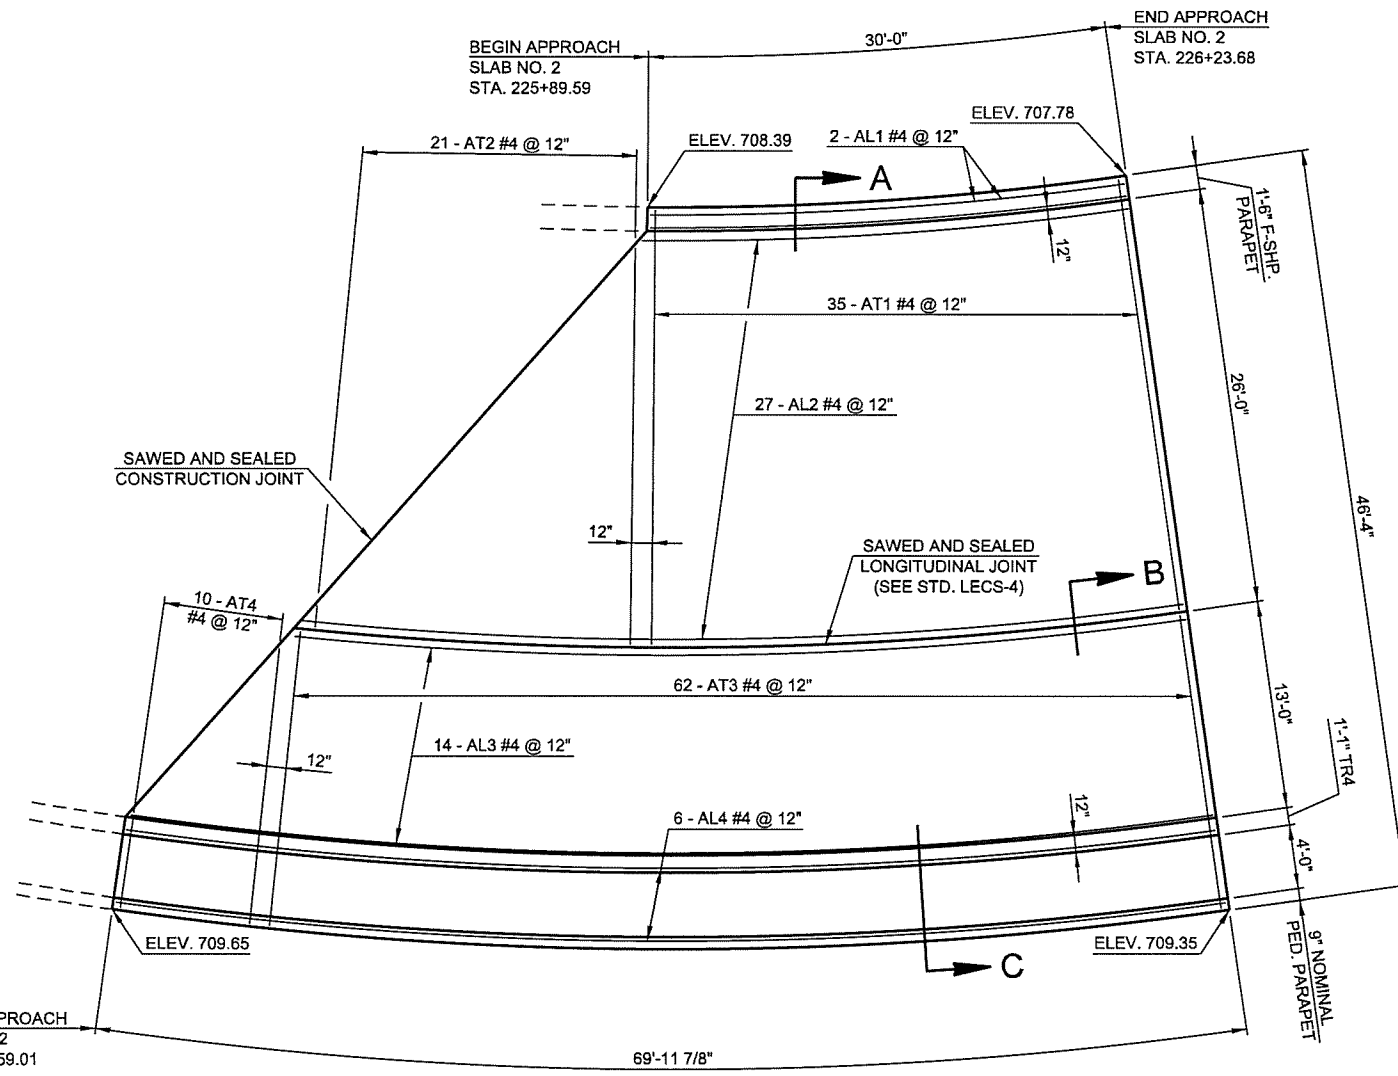 BEGIN APPROACH
SLAB NO. 2
STA. 225+89.59
30'-0"
END APPROACH
SLAB NO. 2
STA. 226+23.68
21 - AT2 #4 @ 12"
ELEV. 708.39
2 - AL1 #4 @ 12"
ELEV. 707.78
A
1'-6" F-SHP.
PARAPET
12"
35 - AT1 #4 @ 12"
26'-0"
27 - AL2 #4 @ 12"
SAWED AND SEALED
CONSTRUCTION JOINT
46'-4"
12"
SAWED AND SEALED
LONGITUDINAL JOINT
(SEE STD. LECS-4)
B
10 - AT4
#4 @ 12"
62 - AT3 #4 @ 12"
13'-0"
14 - AL3 #4 @ 12"
12"
1'-1" TR4
6 - AL4 #4 @ 12"
12"
4'-0"
ELEV. 709.65
ELEV. 709.35
C
9" NOMINAL
PED. PARAPET
PROACH
2
59.01
69'-11 7/8"